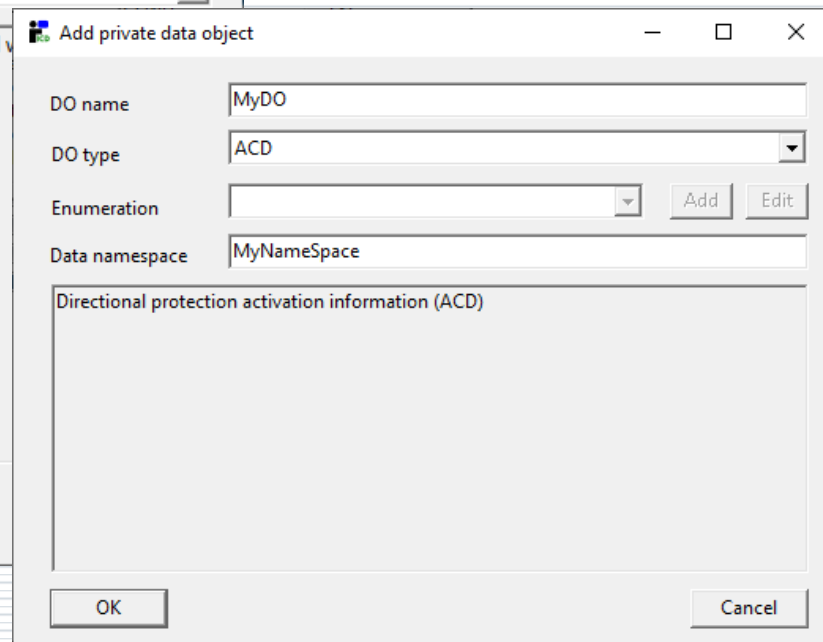 Add private data object
DO name MyDO
DO type ACD
Enumeration Add Edit
Data namespace MyNameSpace
Directional protection activation information (ACD)
OK Cancel